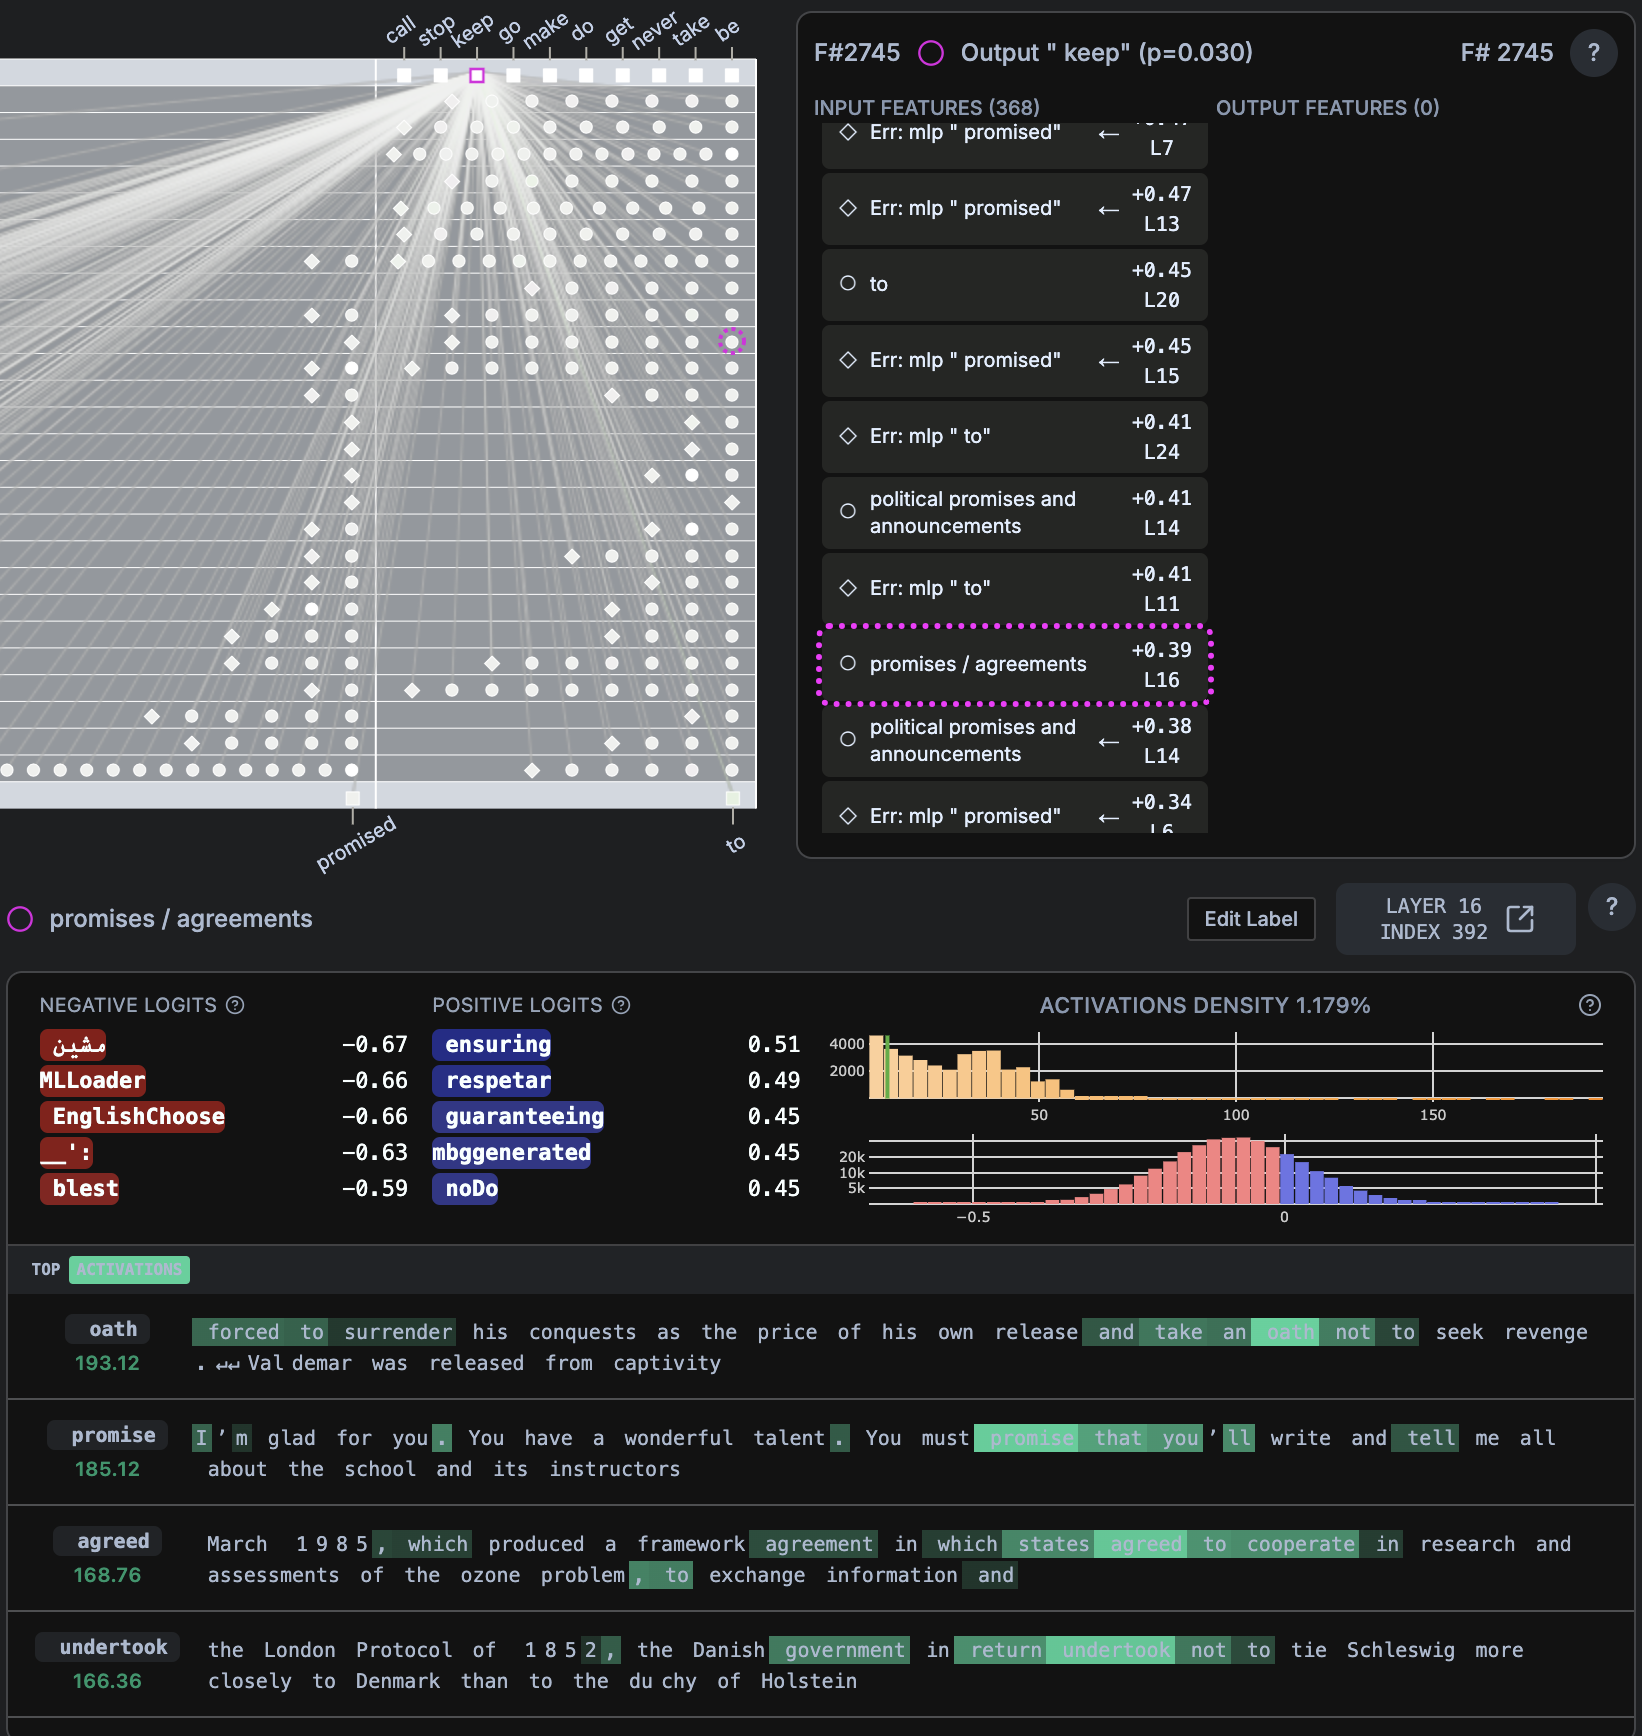 call stop keep go make do get never take be
promised to
F#2745 Output " keep" (p=0.030) F# 2745 ?
INPUT FEATURES (368) OUTPUT FEATURES (0)
Err: mlp " promised" ←
L7
Err: mlp " promised" ← +0.47
L13
to +0.45
L20
Err: mlp " promised" ← +0.45
L15
Err: mlp " to" +0.41
L24
political promises and announcements +0.41
L14
Err: mlp " to" +0.41
L11
promises / agreements +0.39
L16
political promises and announcements ← +0.38
L14
Err: mlp " promised" ← +0.34
L6
promises / agreements Edit Label LAYER 16 ?
INDEX 392
NEGATIVE LOGITS ? POSITIVE LOGITS ? ACTIVATIONS DENSITY 1.179% ?
مشين −0.67 ensuring 0.51
MLLoader −0.66 respetar 0.49
EnglishChoose −0.66 guaranteeing 0.45
__': −0.63 mbggenerated 0.45
blest −0.59 noDo 0.45
4000
2000
50 100 150
20k
10k
5k
−0.5 0
TOP ACTIVATIONS
oath forced to surrender his conquests as the price of his own release and take an oath not to seek revenge
193.12 . ↵↵ Val demar was released from captivity
promise I ’ m glad for you . You have a wonderful talent . You must promise that you ’ ll write and tell me all
185.12 about the school and its instructors
agreed March 1 9 8 5 , which produced a framework agreement in which states agreed to cooperate in research and
168.76 assessments of the ozone problem , to exchange information and
undertook the London Protocol of 1 8 5 2 , the Danish government in return undertook not to tie Schleswig more
166.36 closely to Denmark than to the du chy of Holstein